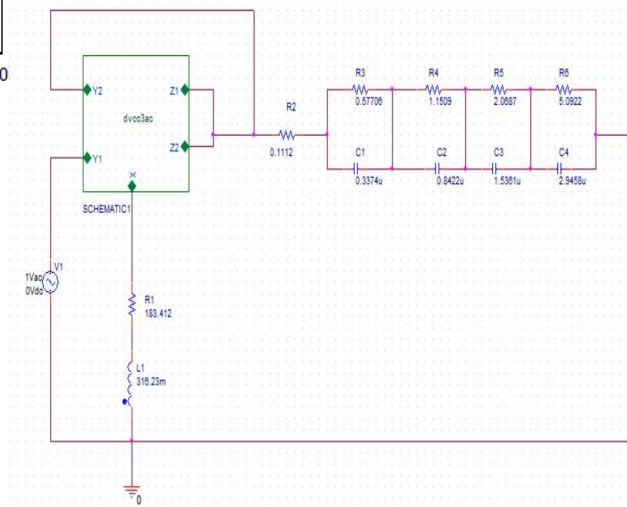 0
Y2
Z1
dvcc3ac
Z2
Y1
X
SCHEMATIC1
V1
1Vac
0Vdc
R1
183.412
L1
316.23m
0
R2
0.1112
R3
0.57706
R4
1.1509
R5
2.0687
R6
5.0922
C1
0.3374u
C2
0.8422u
C3
1.5361u
C4
2.9458u